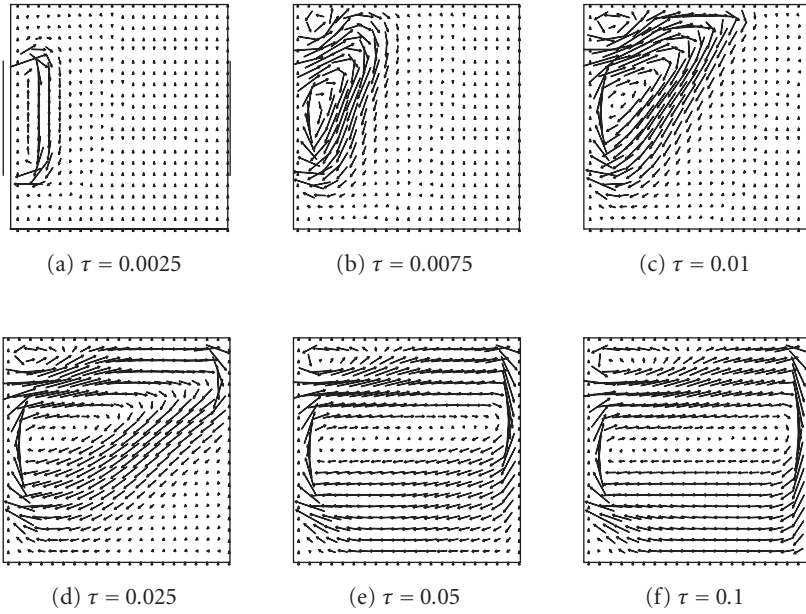 (a) τ = 0.0025
(b) τ = 0.0075
(c) τ = 0.01
(d) τ = 0.025
(e) τ = 0.05
(f) τ = 0.1